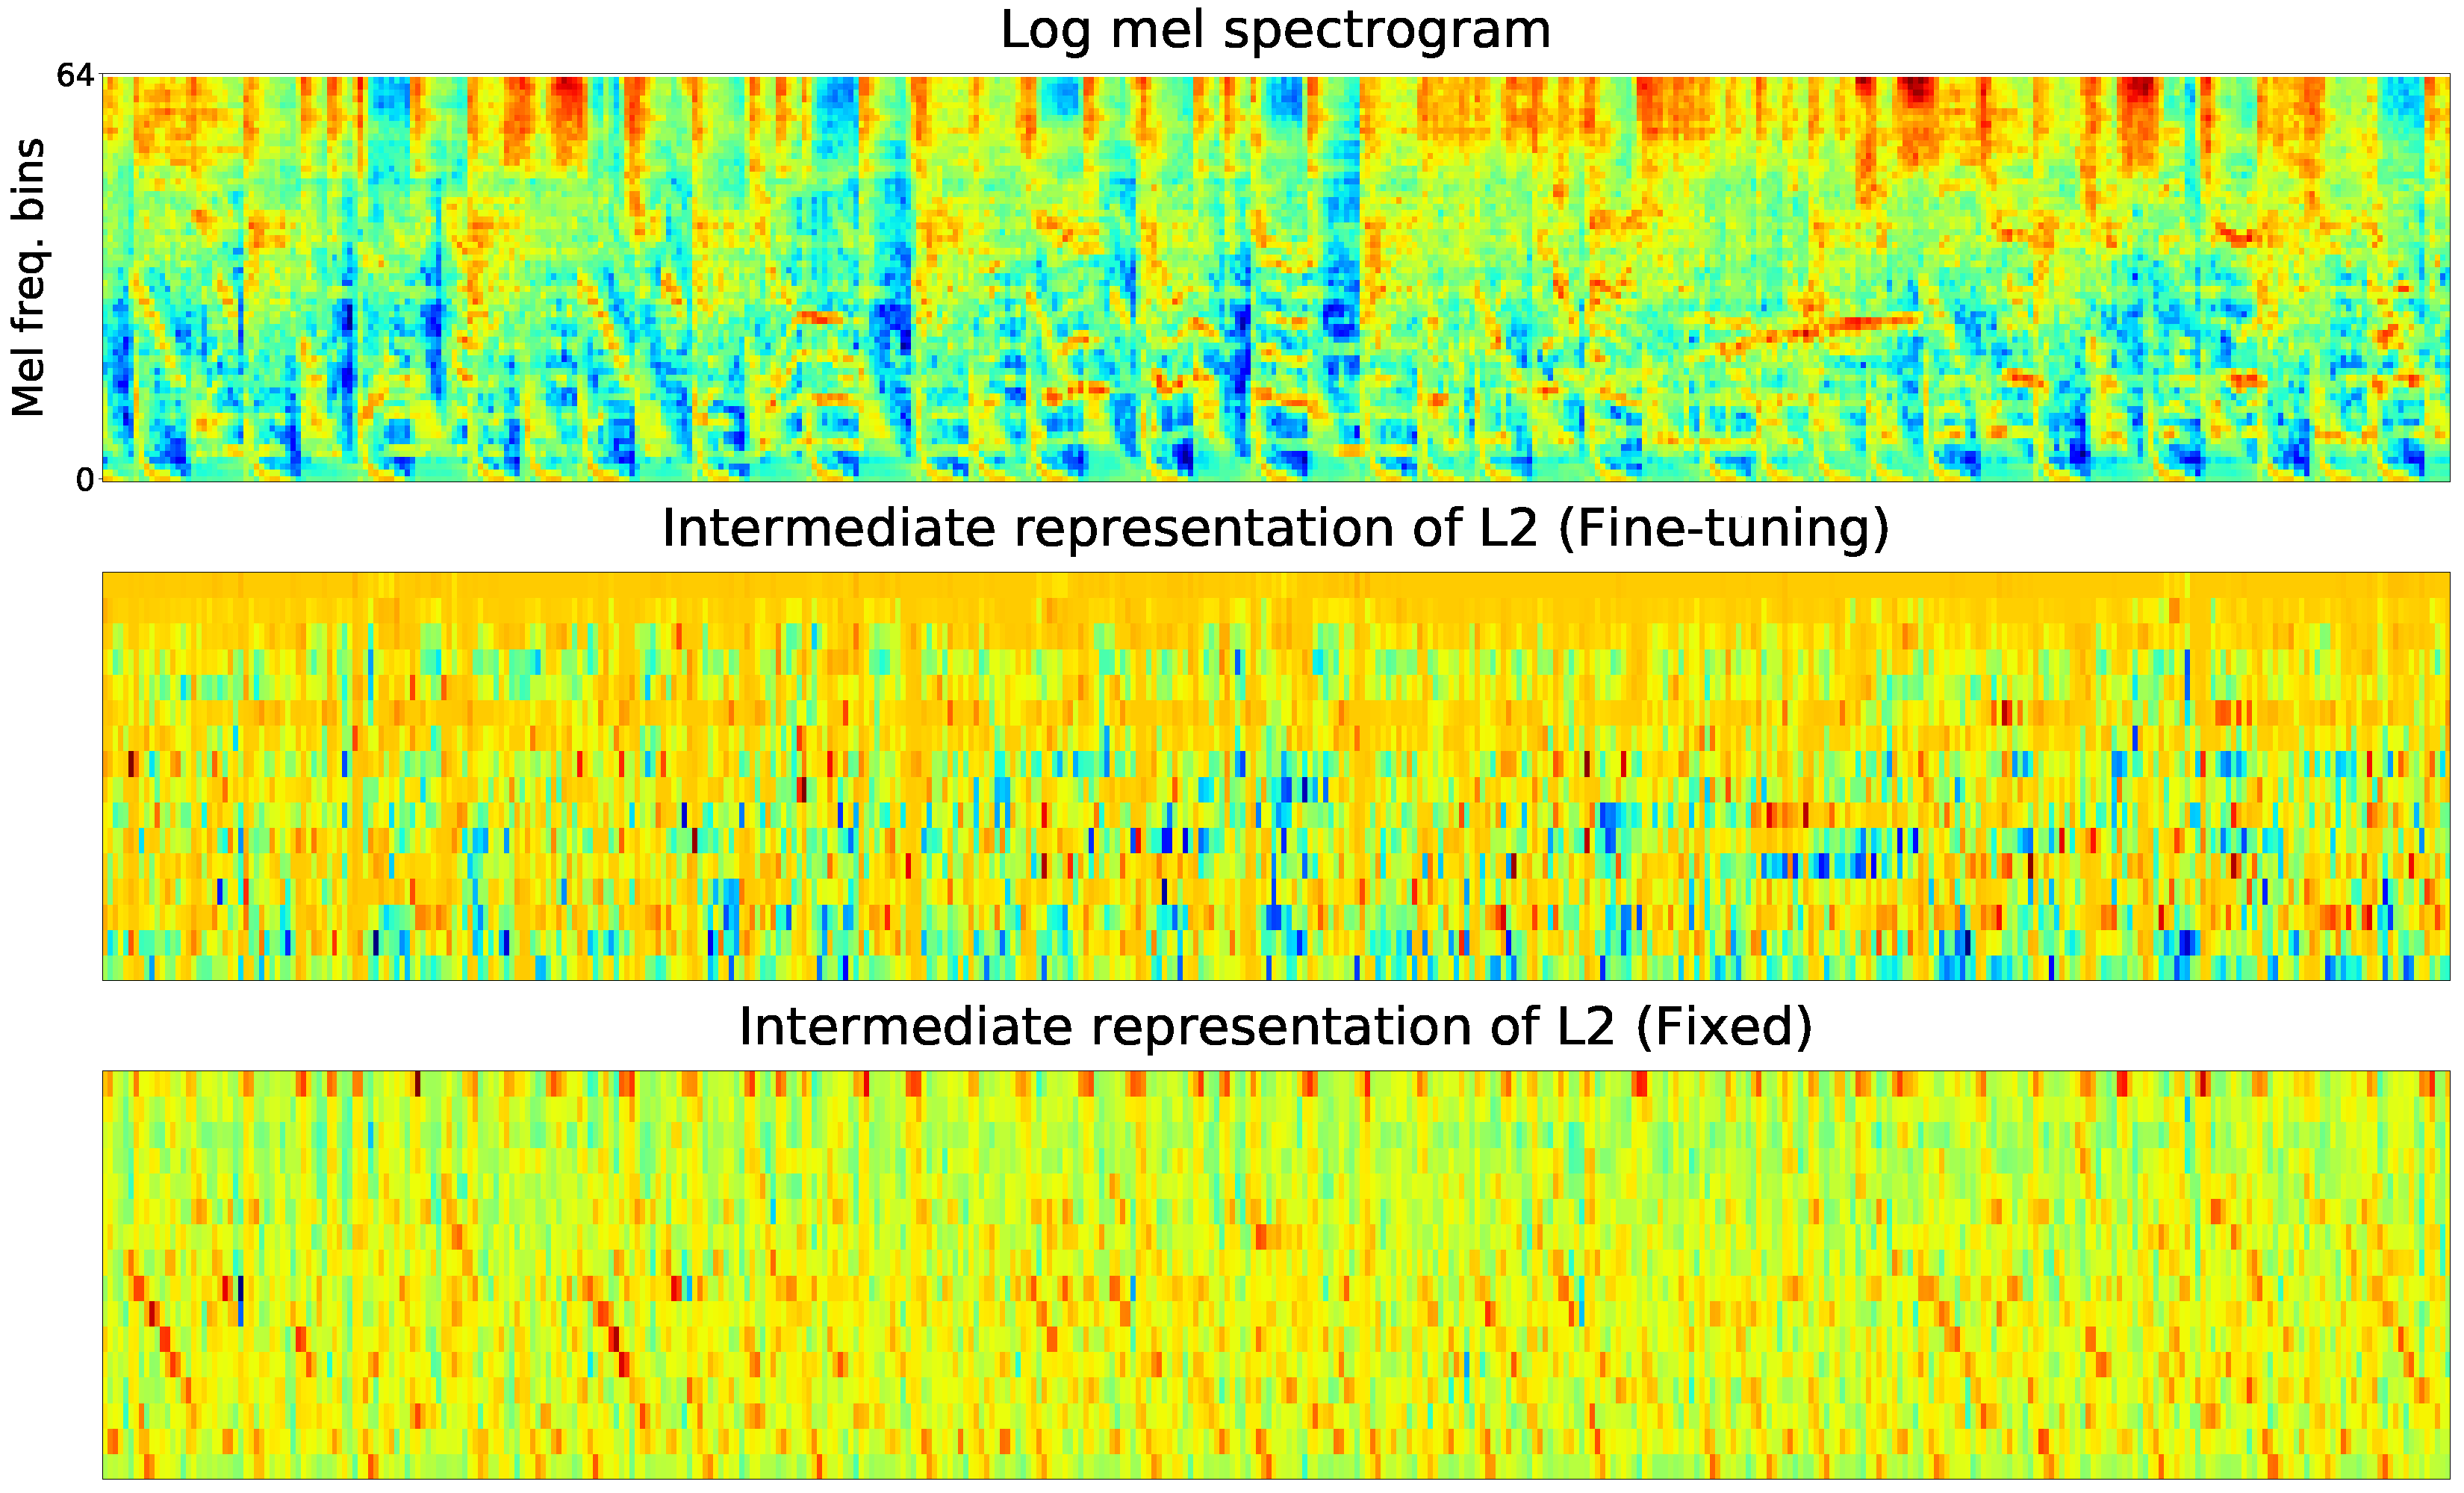 Log mel spectrogram
64
Mel freq. bins
0
Intermediate representation of L2 (Fine-tuning)
Intermediate representation of L2 (Fixed)